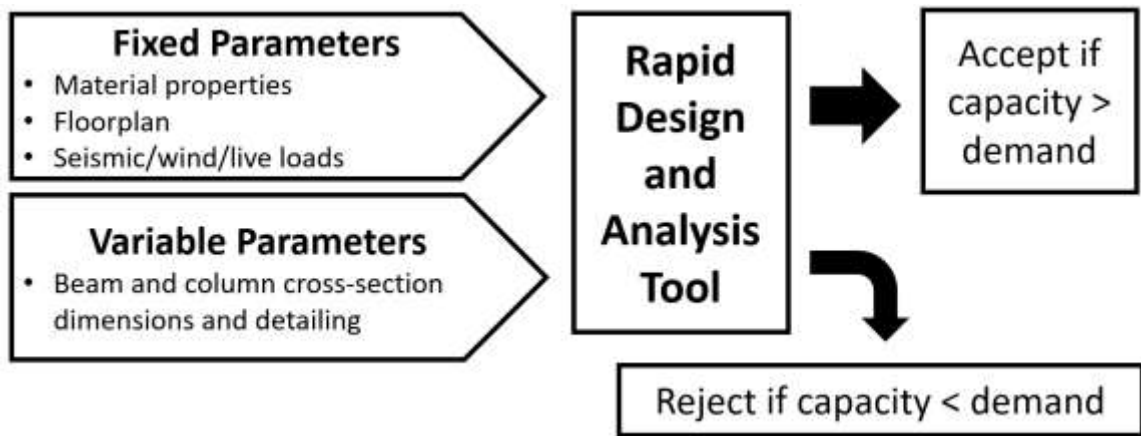 Fixed Parameters
• Material properties
• Floorplan
• Seismic/wind/live loads
Variable Parameters
• Beam and column cross-section
dimensions and detailing
Rapid
Design
and
Analysis
Tool
Accept if
capacity >
demand
Reject if capacity < demand